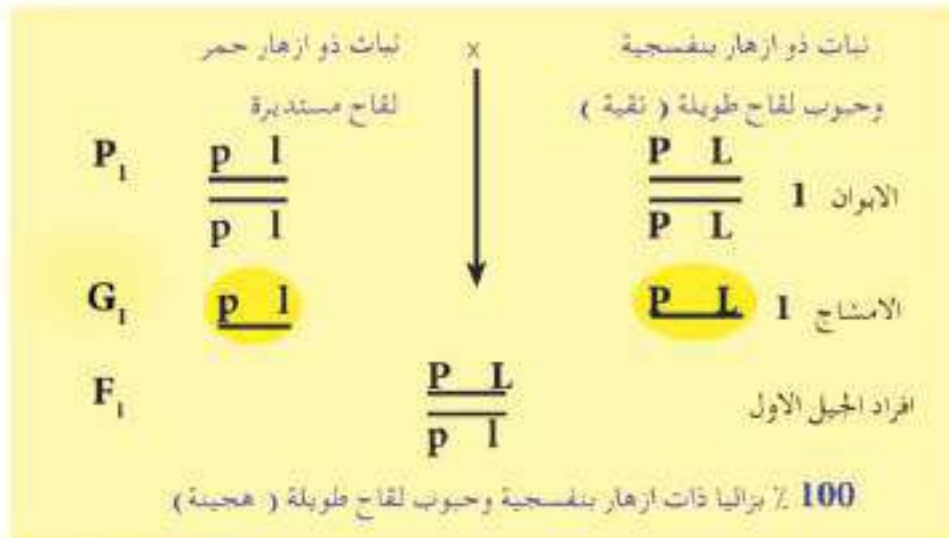 نبات ذو ازهار بنفسجية × نبات ذو ازهار حمر
وحبوب لقاح طويلة ( نقية ) لقاح مستديرة
P L p l P₁
الابوان 1
P L p l
الامشاج 1 P L p l G₁
P L F₁
افراد الجيل الاول
p l
100 ٪ بزاليا ذات ازهار بنفسجية وحبوب لقاح طويلة ( هجينة )